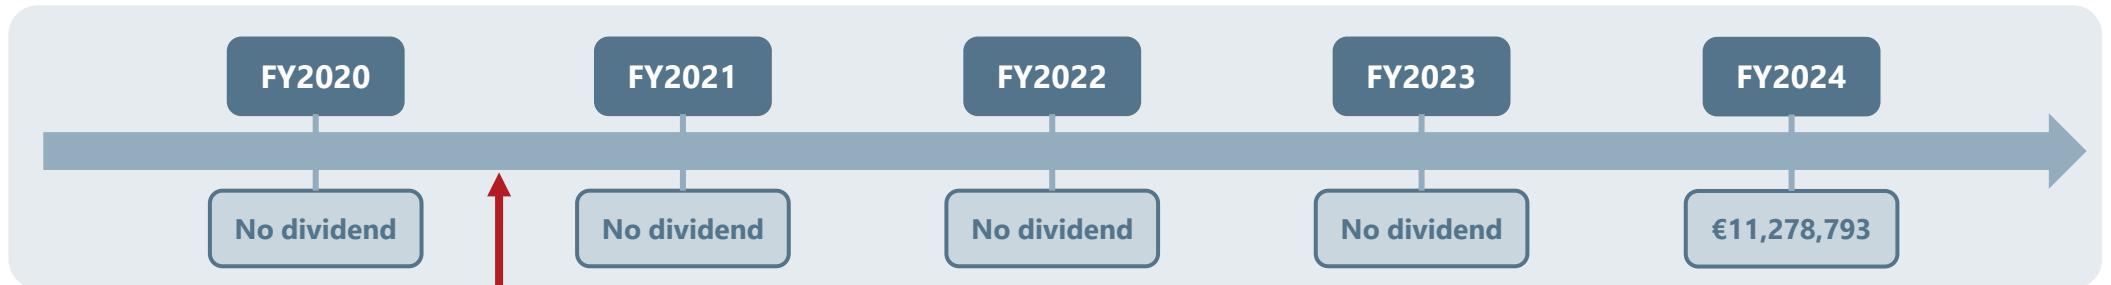 FY2020 FY2021 FY2022 FY2023 FY2024
No dividend No dividend No dividend No dividend €11,278,793